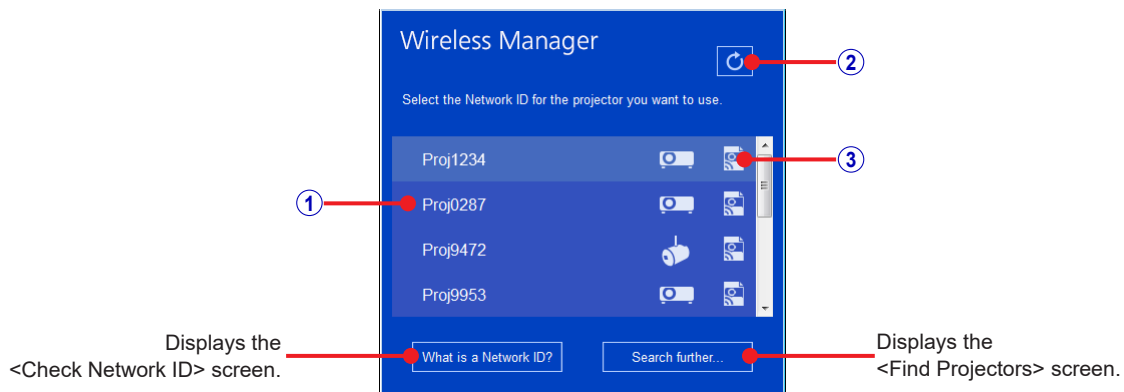 Wireless Manager
2
Select the Network ID for the projector you want to use.
Proj1234
3
1
Proj0287
Proj9472
Proj9953
Displays the
<Check Network ID> screen.
What is a Network ID?
Search further...
Displays the
<Find Projectors> screen.